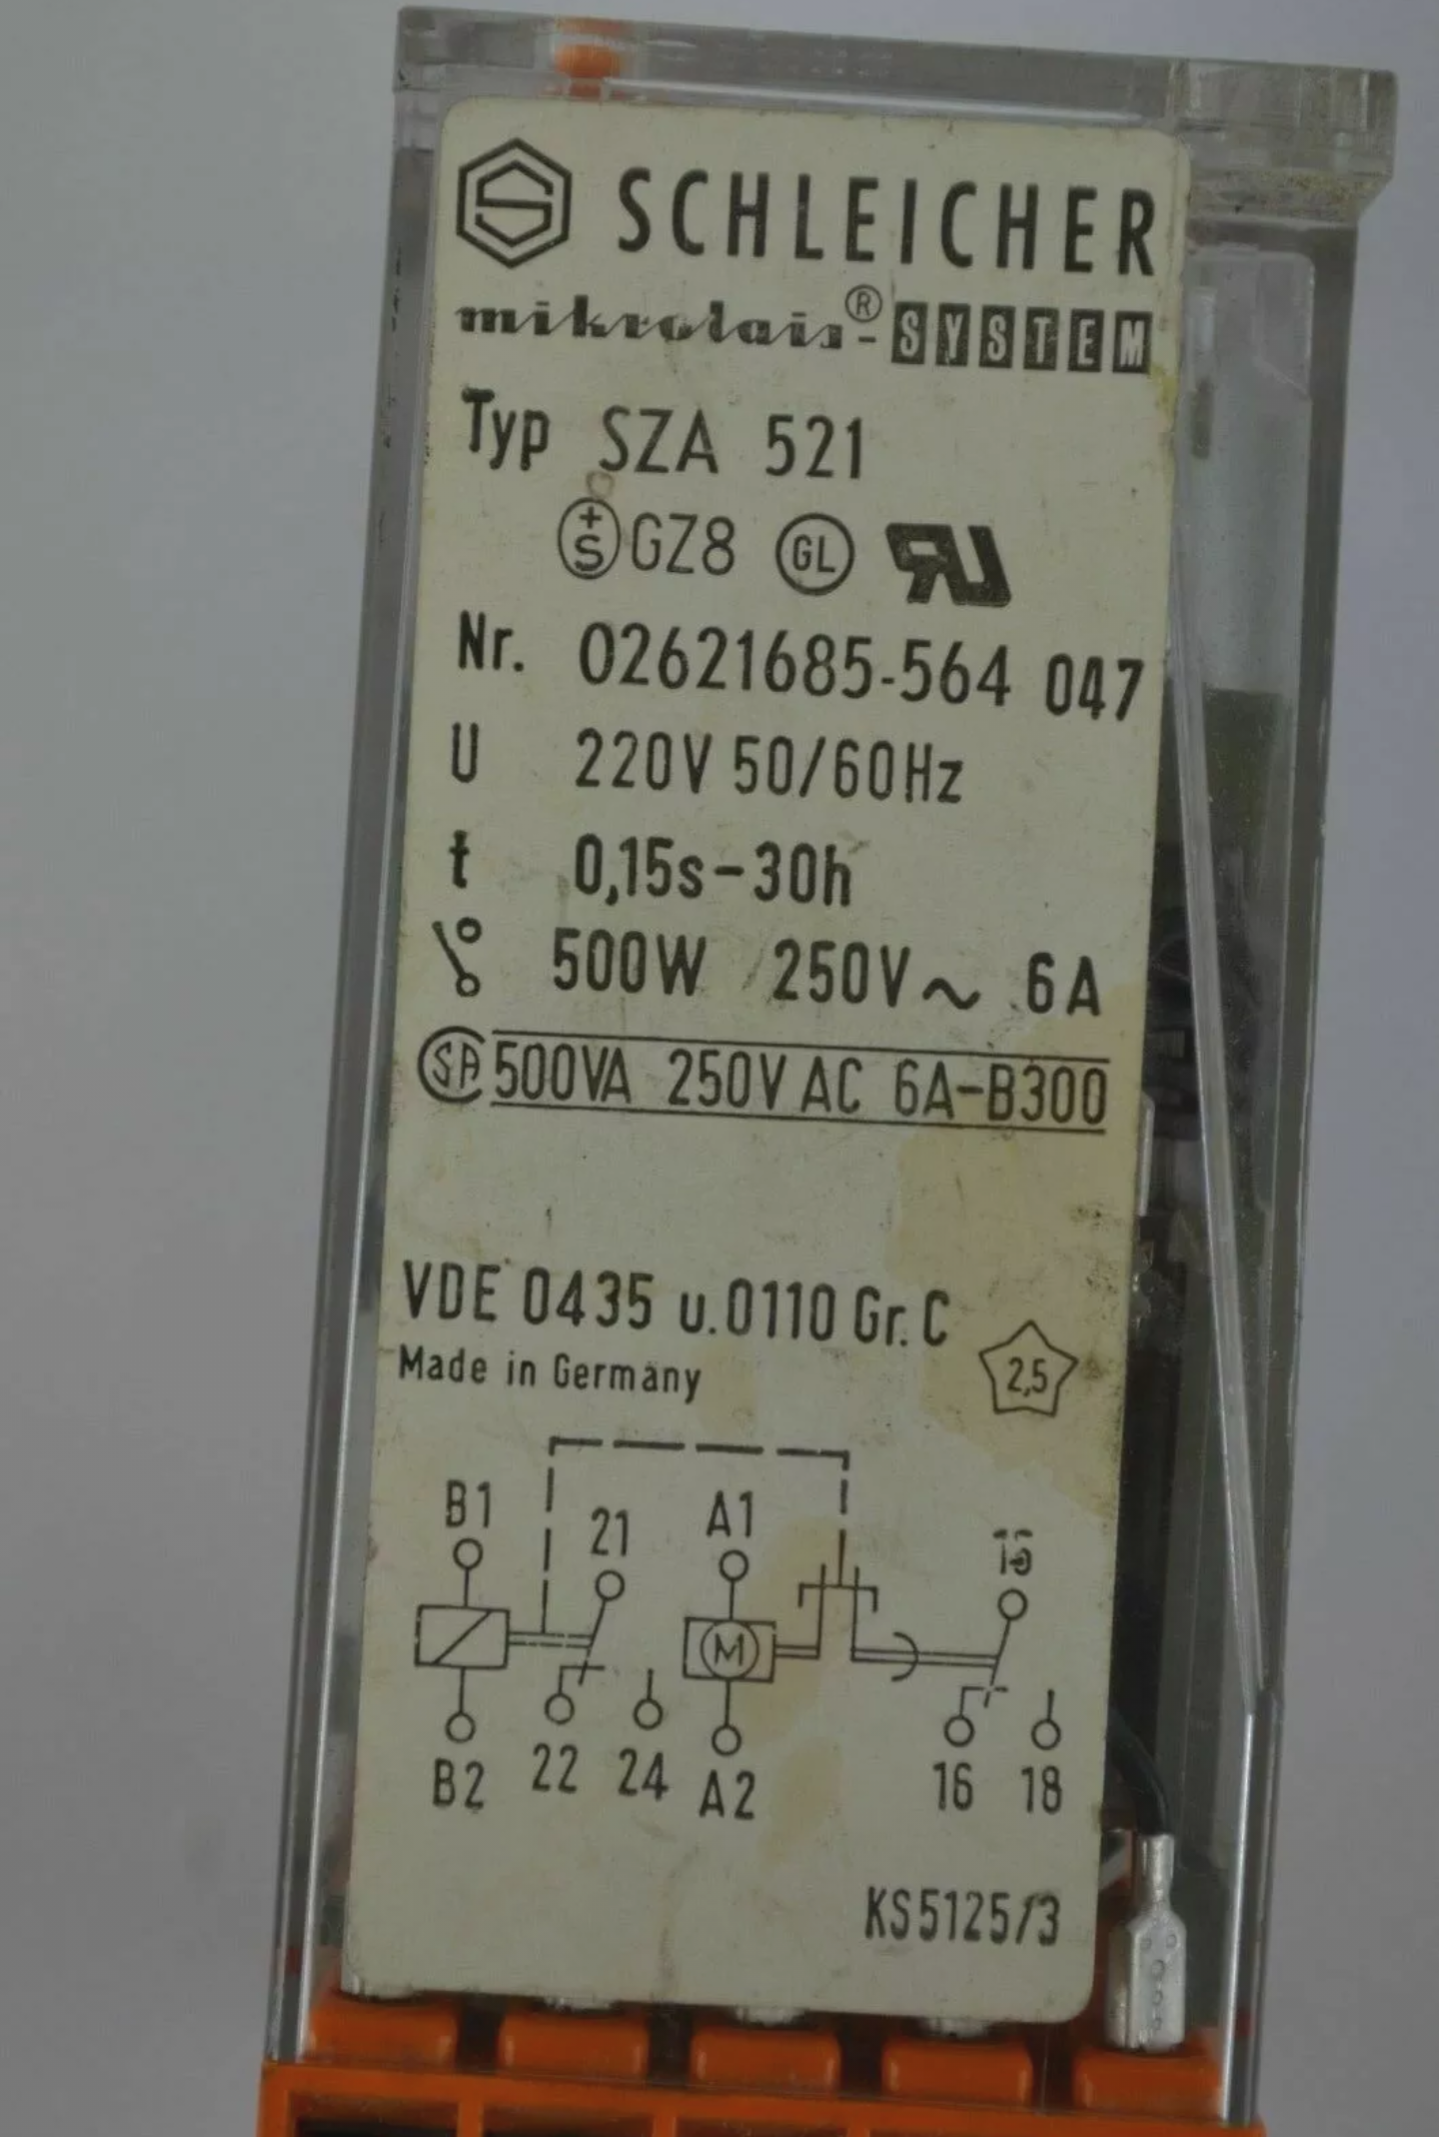 SCHLEICHER
mikrolais®-SYSTEM
Typ SZA 521
+S GZ8 GL RU
Nr. 02621685-564 047
U 220V 50/60Hz
t 0,15s-30h
500W 250V~ 6A
SA 500VA 250V AC 6A-B300
VDE 0435 u. 0110 Gr. C
Made in Germany
2,5
B1 21 A1
M
B2 22 24 A2 16 18
KS5125/3